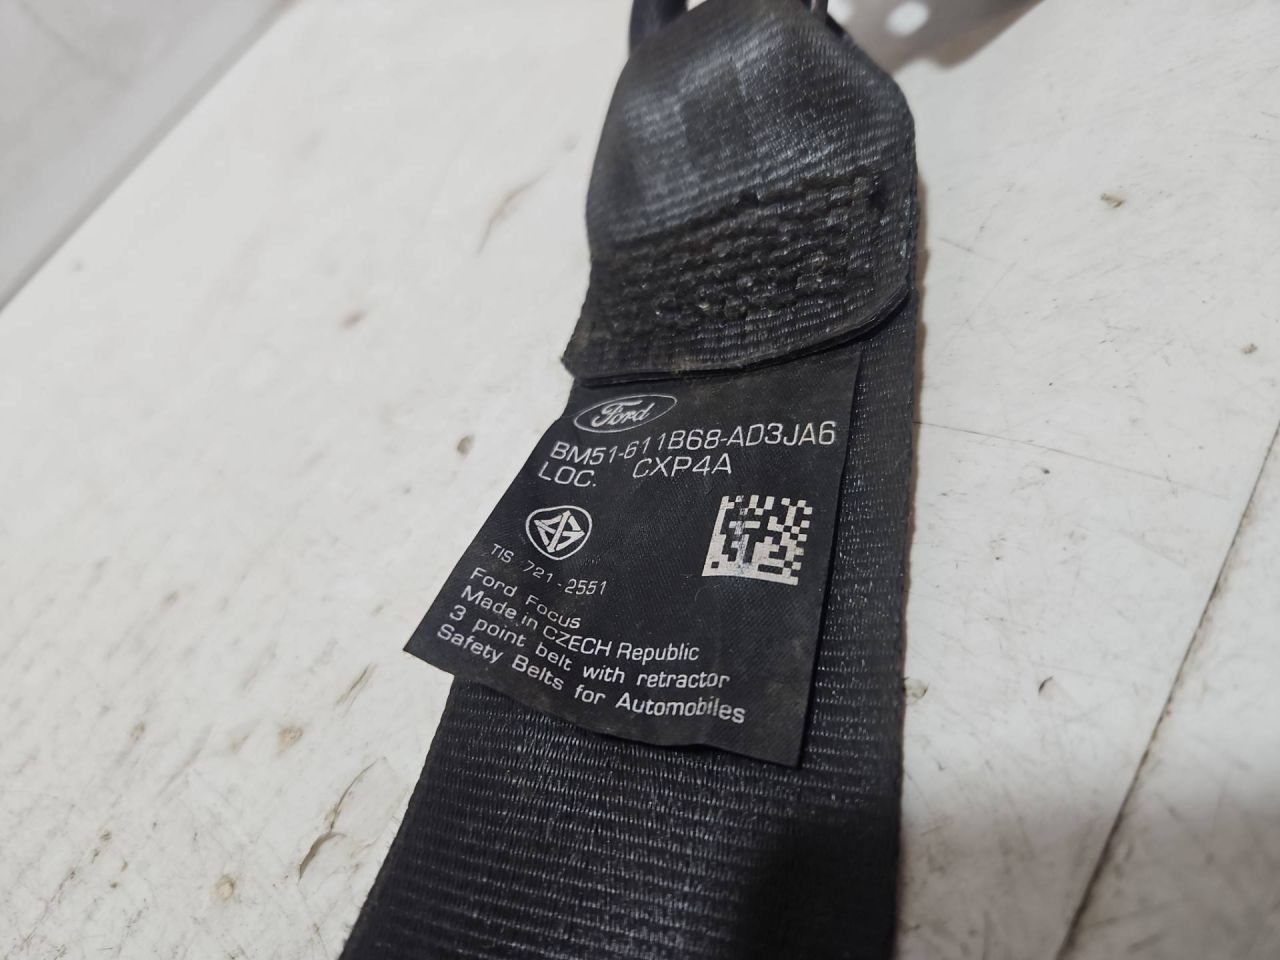 Ford
BM51-611B68-AD3JA6
LOC. CXP4A
TIS 721-2551
Ford Focus
Made in CZECH Republic
3 point belt with retractor
Safety Belts for Automobiles